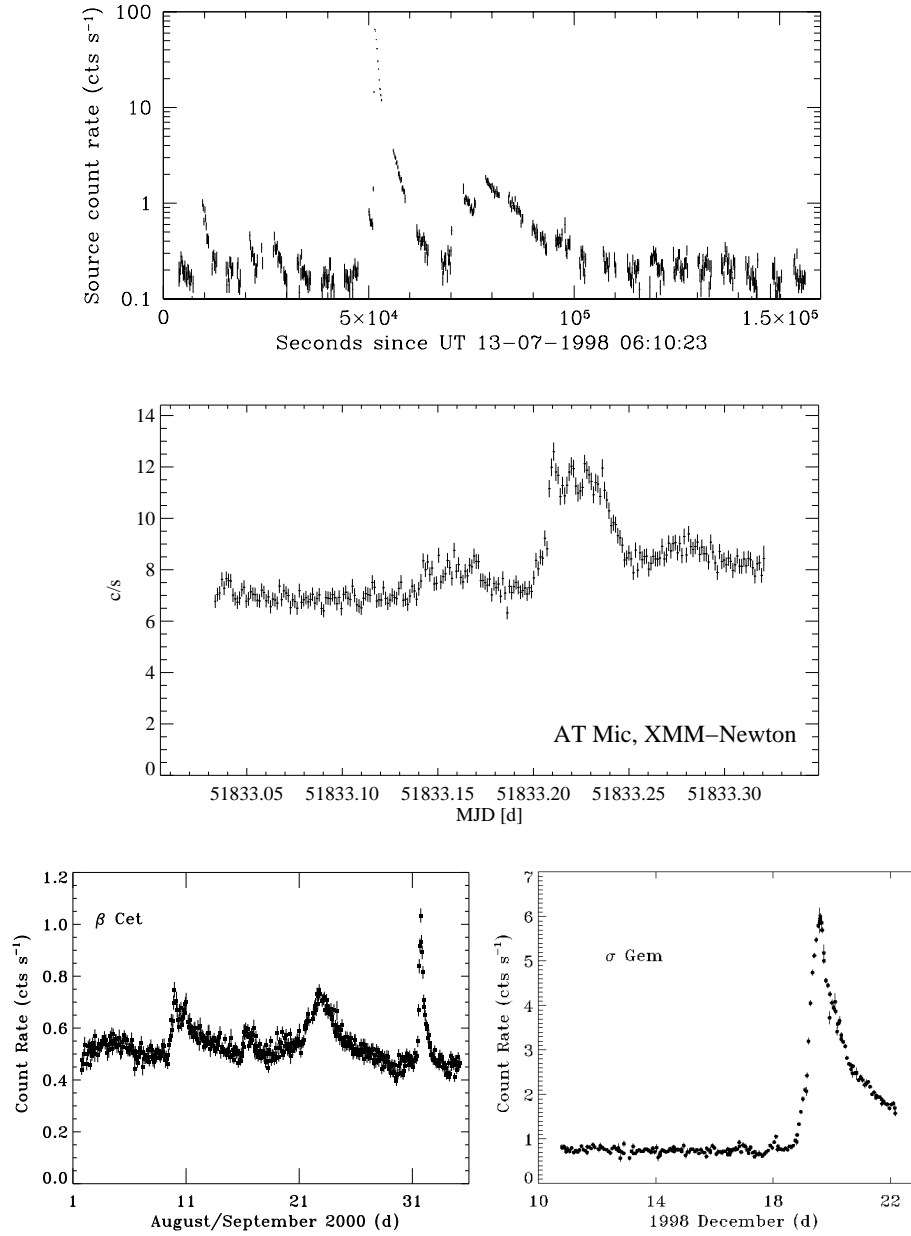 Source count rate (cts s⁻¹)
100
10
1
0.1
0 5×10⁴ 10⁵ 1.5×10⁵
Seconds since UT 13−07−1998 06:10:23
c/s
14
12
10
8
6
4
2
0
AT Mic, XMM−Newton
51833.05 51833.10 51833.15 51833.20 51833.25 51833.30
MJD [d]
Count Rate (cts s⁻¹)
1.2
1.0
0.8
0.6
0.4
0.2
0.0
β Cet
1 11 21 31
August/September 2000 (d)
Count Rate (cts s⁻¹)
7
6
5
4
3
2
1
0
σ Gem
10 14 18 22
1998 December (d)